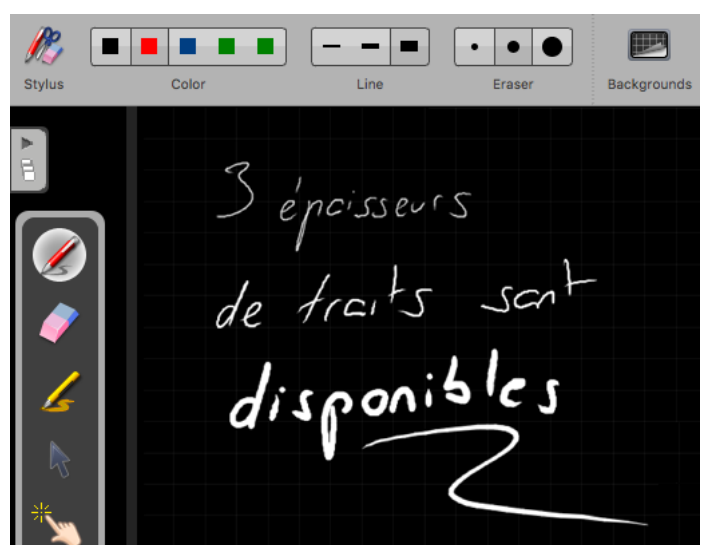 Stylus Color Line Eraser Backgrounds
3 épaisseurs
de traits sont
disponibles